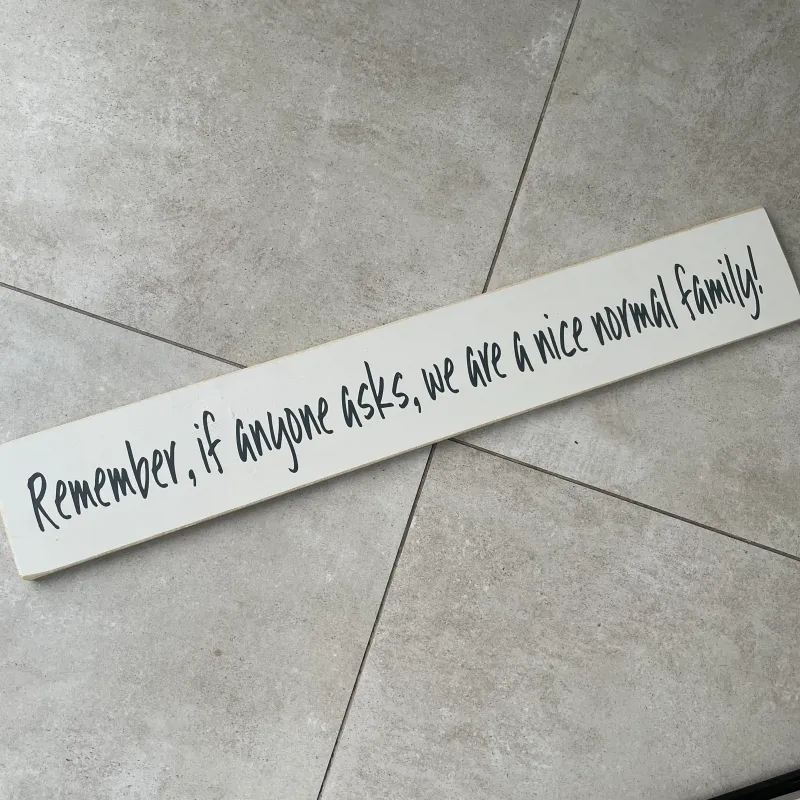 Remember, if anyone asks, we are a nice normal family!